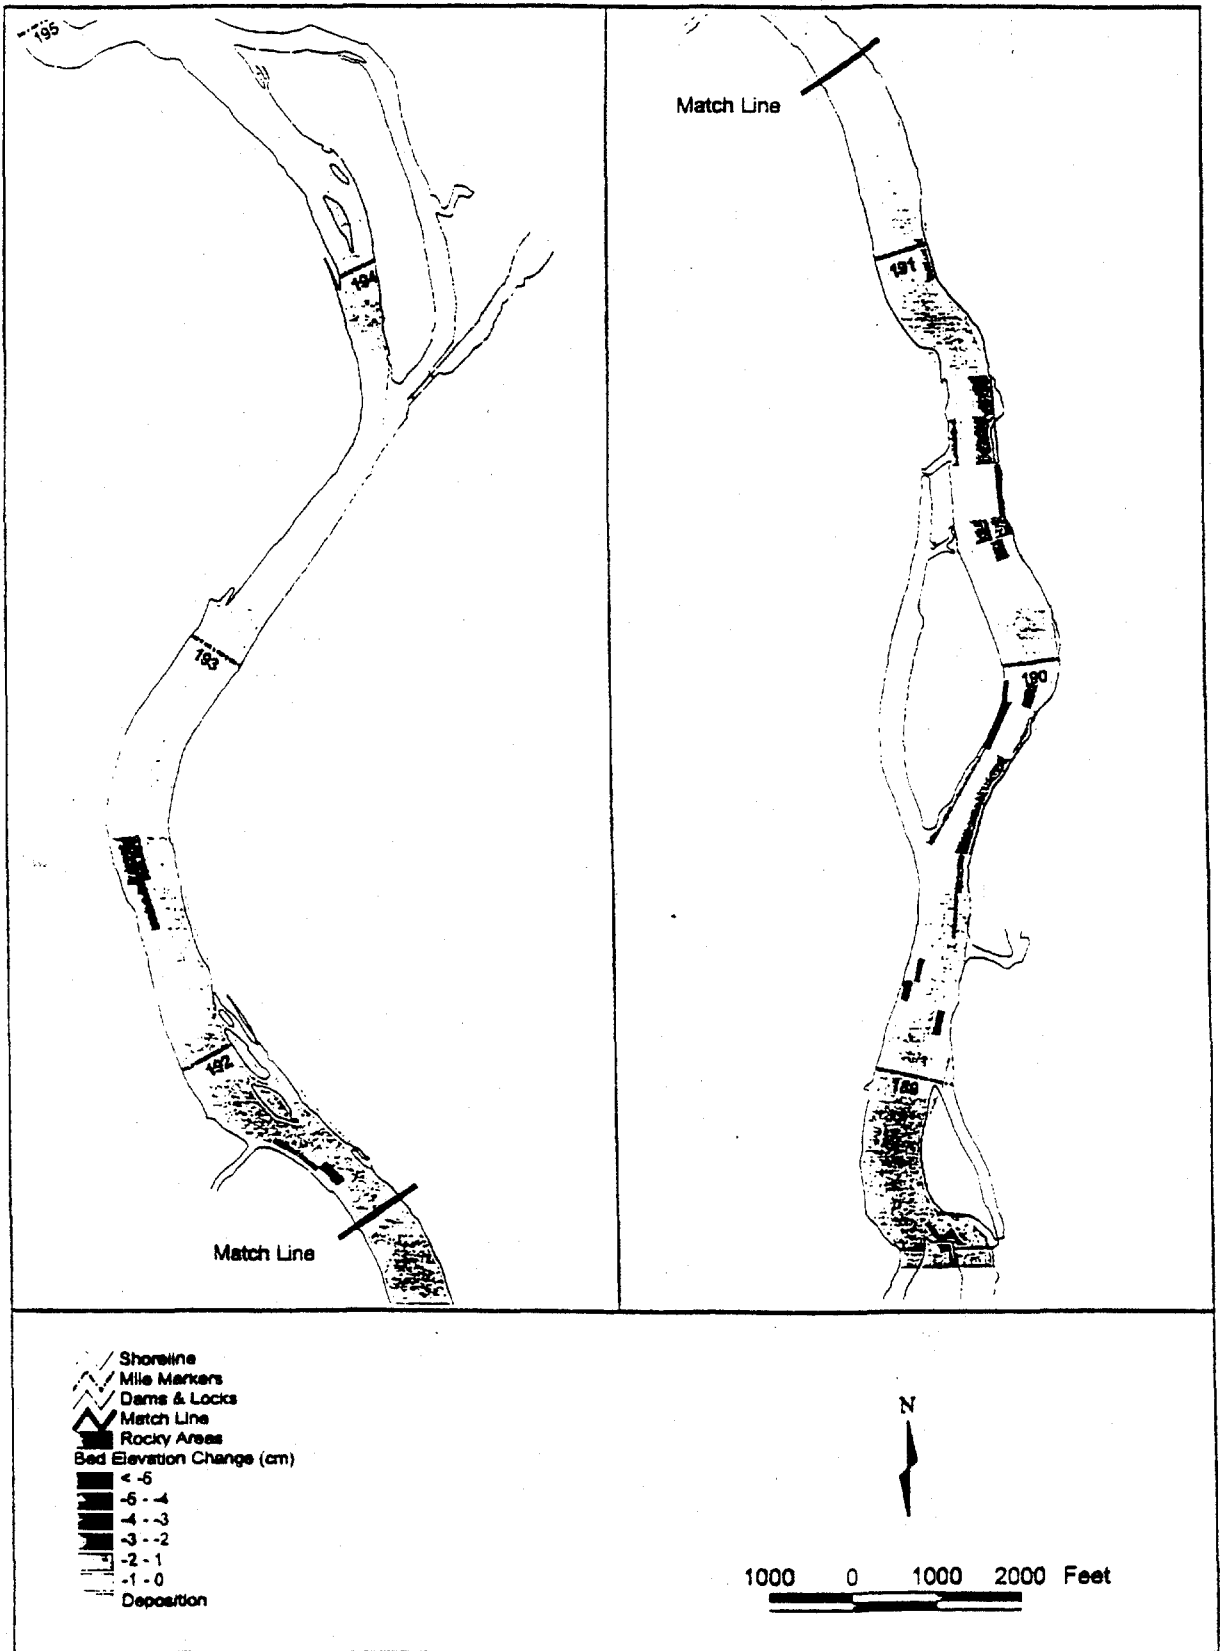 195
194
193
192
Match Line
Match Line
191
190
189
Shoreline
Mile Markers
Dams & Locks
Match Line
Rocky Areas
Bed Elevation Change (cm)
< -5
-5 - -4
-4 - -3
-3 - -2
-2 - 1
-1 - 0
Deposition
N
1000 0 1000 2000 Feet